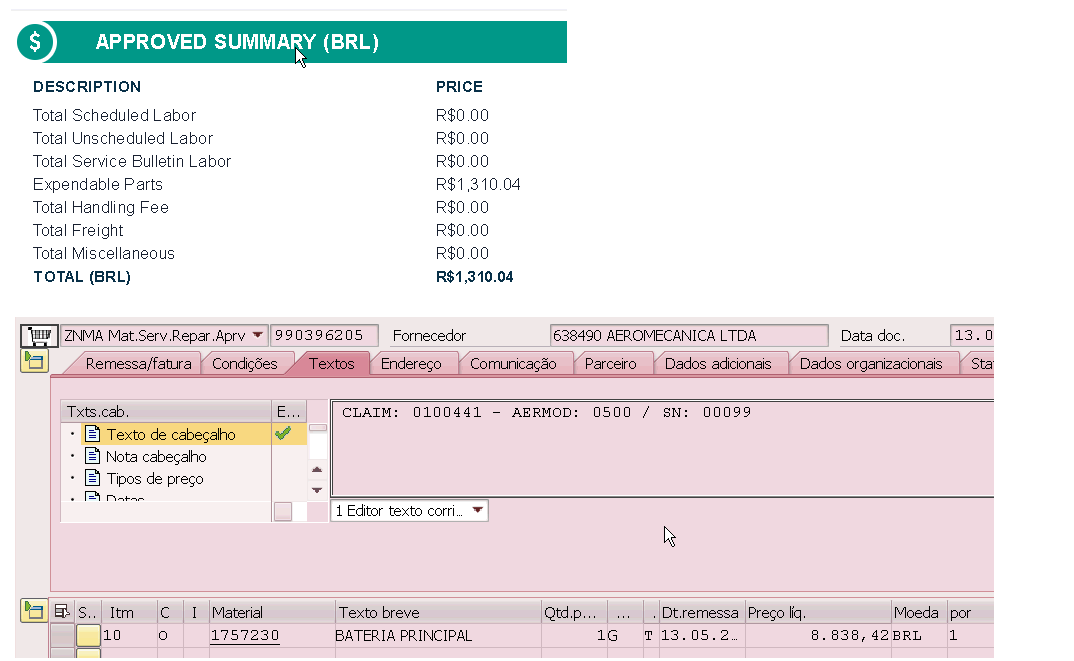 $ APPROVED SUMMARY (BRL)
DESCRIPTION PRICE
Total Scheduled Labor R$0.00
Total Unscheduled Labor R$0.00
Total Service Bulletin Labor R$0.00
Expendable Parts R$1,310.04
Total Handling Fee R$0.00
Total Freight R$0.00
Total Miscellaneous R$0.00
TOTAL (BRL) R$1,310.04
ZNMA Mat.Serv.Repar.Aprv 990396205 Fornecedor 638490 AEROMECANICA LTDA Data doc. 13.0
Remessa/fatura Condições Textos Endereço Comunicação Parceiro Dados adicionais Dados organizacionais Sta
Txts.cab. E...
CLAIM: 0100441 - AERMOD: 0500 / SN: 00099
Texto de cabeçalho
Nota cabeçalho
Tipos de preço
Datas
1 Editor texto corri...
S.. Itm C I Material Texto breve Qtd.p... ... . Dt.remessa Preço líq. Moeda por
10 O 1757230 BATERIA PRINCIPAL 1 G T 13.05.2... 8.838,42 BRL 1